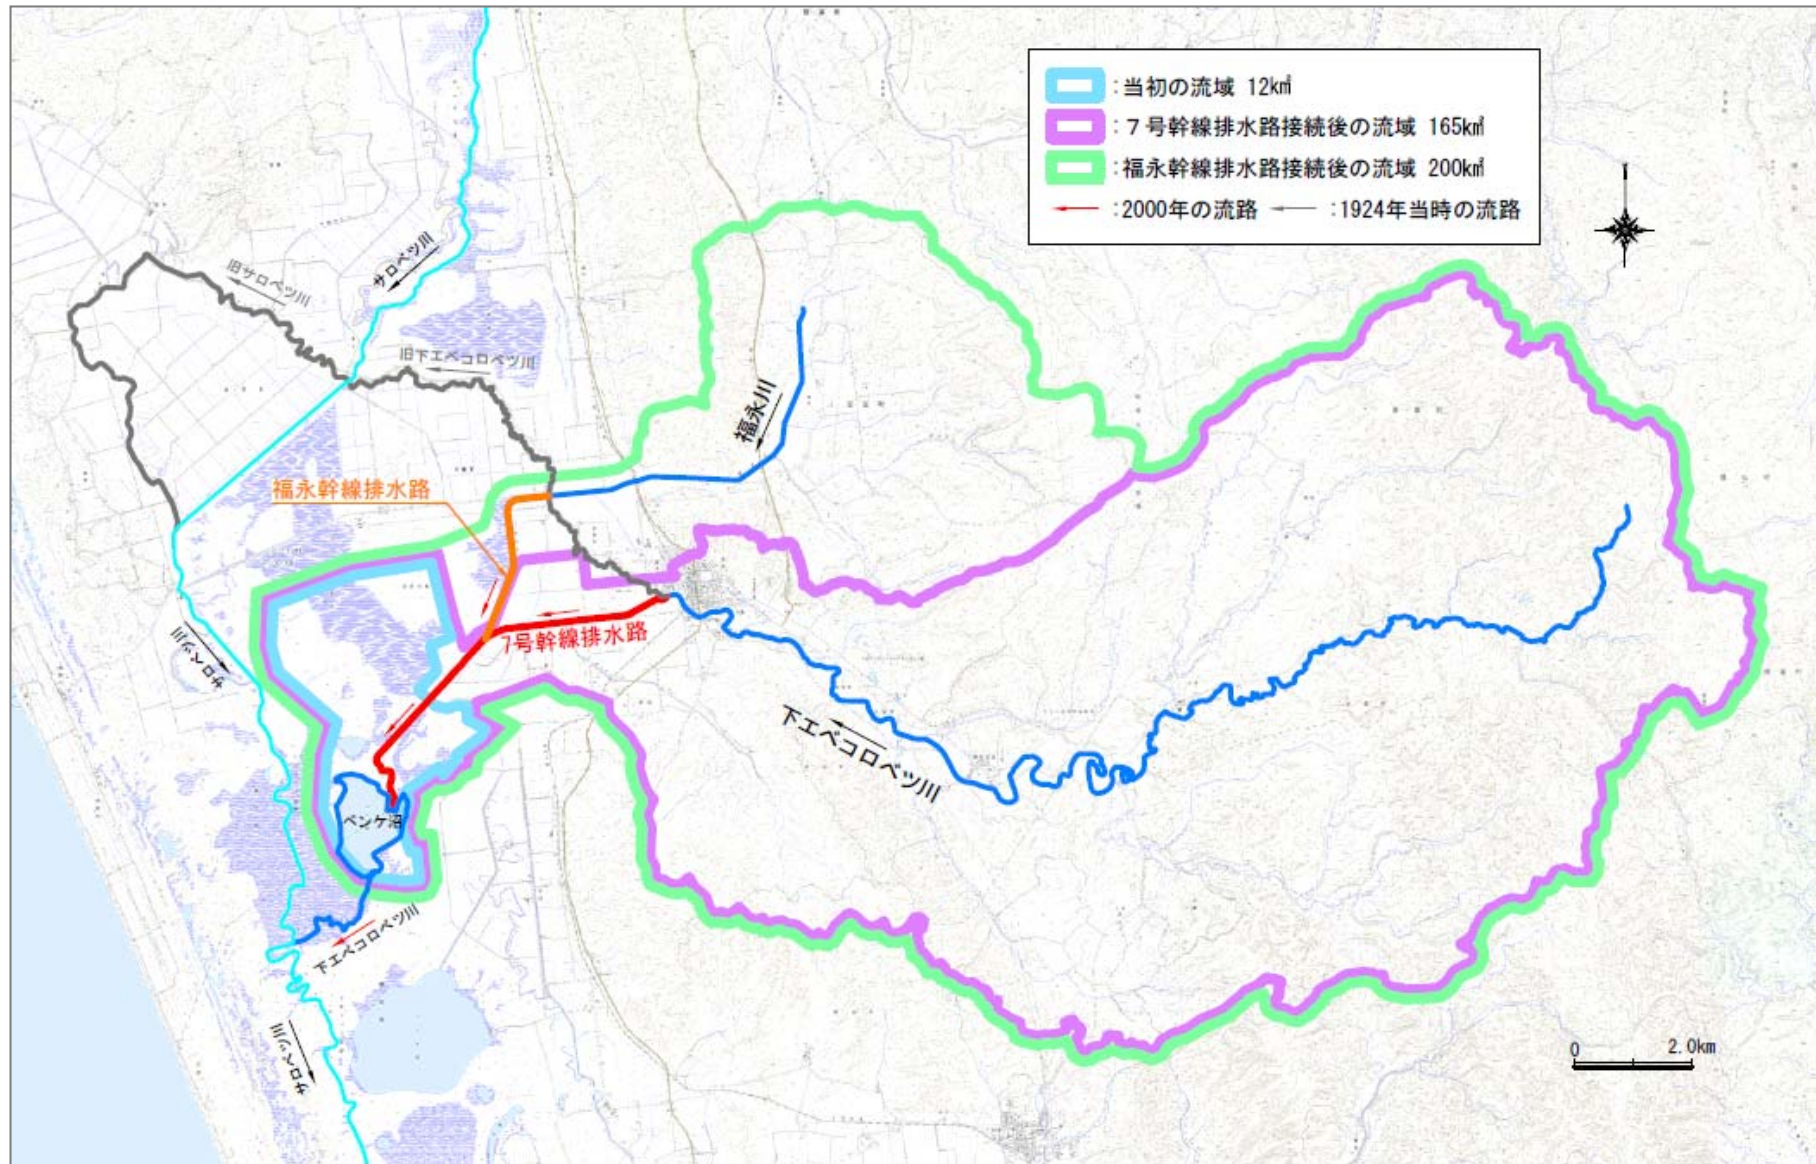 ：当初の流域 12㎢
：７号幹線排水路接続後の流域 165㎢
：福永幹線排水路接続後の流域 200㎢
：2000年の流路 ：1924年当時の流路
サロベツ川
旧サロベツ川
旧下エベコロベツ川
福永川
福永幹線排水路
7号幹線排水路
サロベツ川
下エベコロベツ川
ペンケ沼
下エベコロベツ川
サロベツ川
0 2.0km